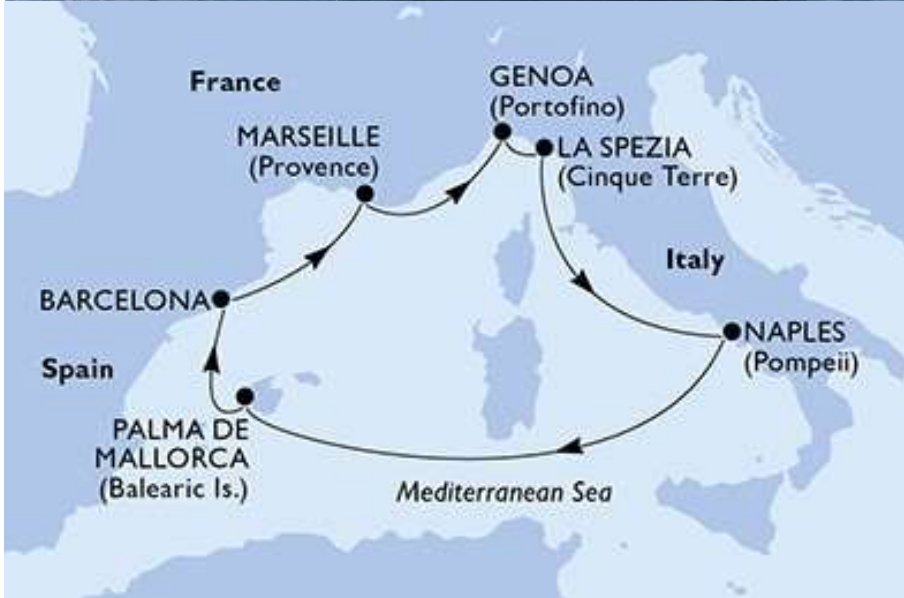 France
GENOA
(Portofino)
MARSEILLE
(Provence)
LA SPEZIA
(Cinque Terre)
Italy
BARCELONA
NAPLES
(Pompeii)
Spain
PALMA DE
MALLORCA
(Balearic Is.)
Mediterranean Sea